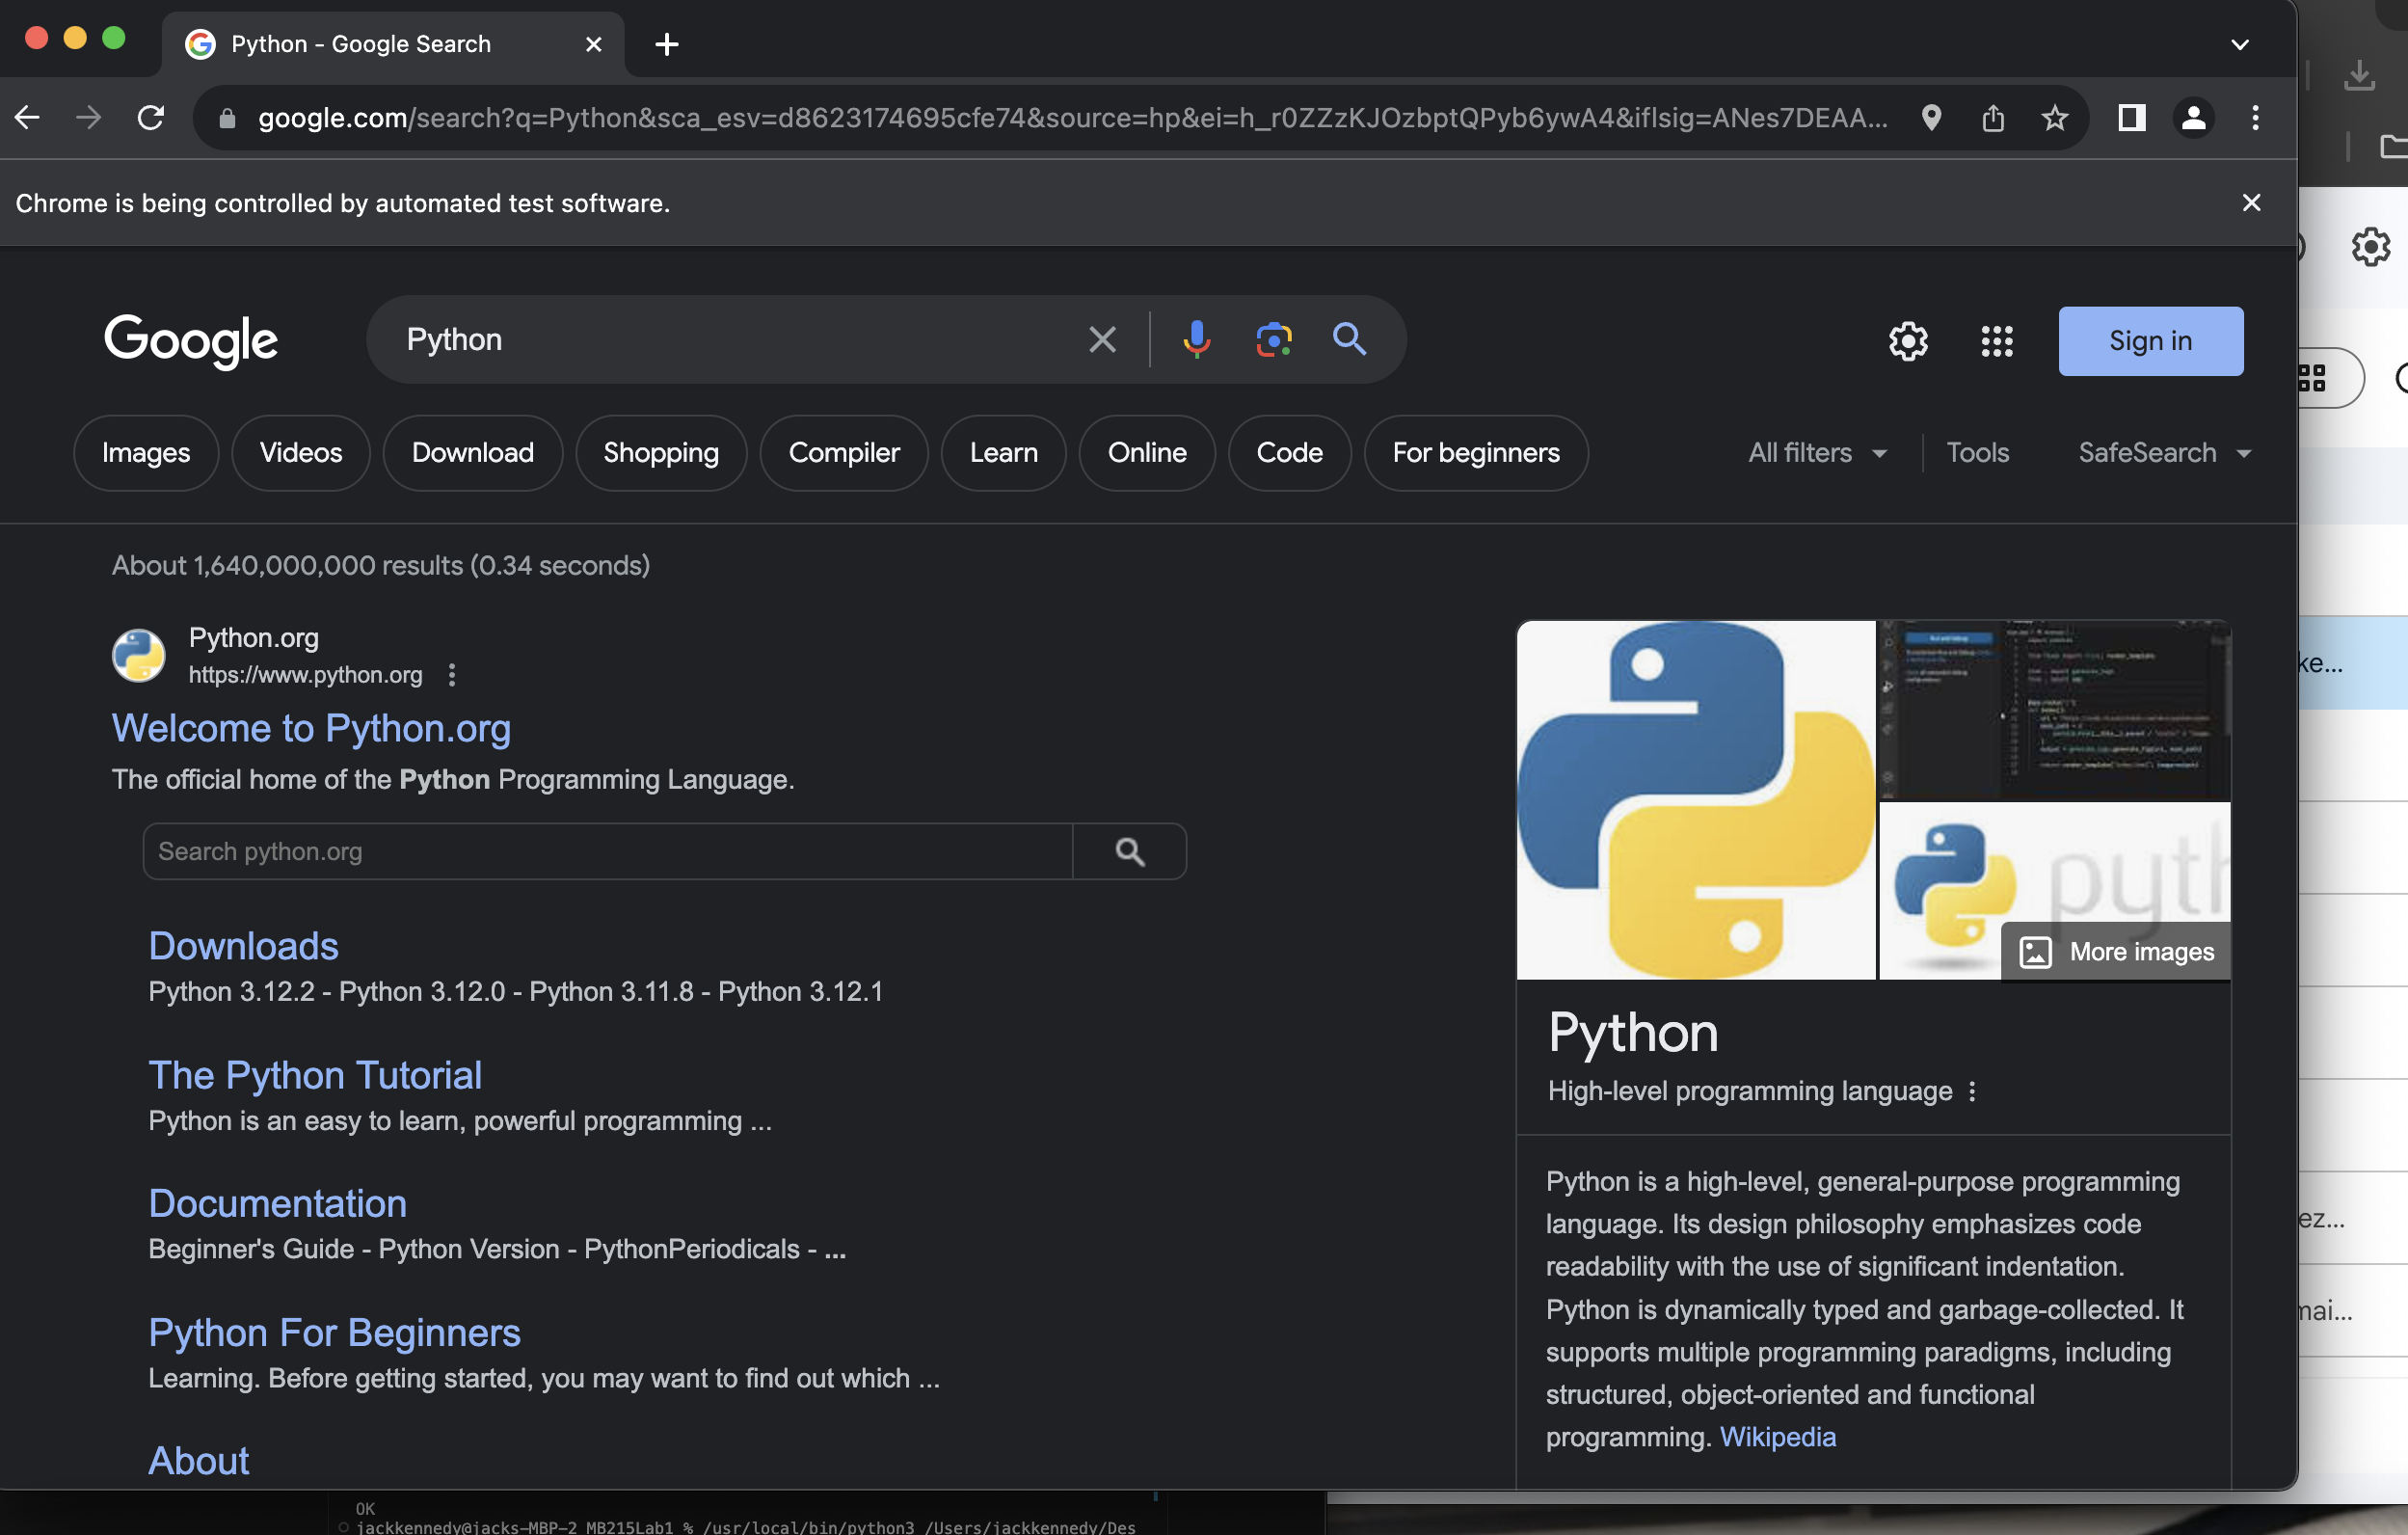 Python - Google Search
google.com/search?q=Python&sca_esv=d8623174695cfe74&source=hp&ei=h_r0ZZzKJOzbptQPyb6ywA4&iflsig=ANes7DEAA...
Chrome is being controlled by automated test software.
Google
Python
Sign in
Images Videos Download Shopping Compiler Learn Online Code For beginners All filters Tools SafeSearch
About 1,640,000,000 results (0.34 seconds)
Python.org
https://www.python.org
Welcome to Python.org
The official home of the Python Programming Language.
Search python.org
Downloads
Python 3.12.2 - Python 3.12.0 - Python 3.11.8 - Python 3.12.1
The Python Tutorial
Python is an easy to learn, powerful programming ...
Documentation
Beginner's Guide - Python Version - PythonPeriodicals - ...
Python For Beginners
Learning. Before getting started, you may want to find out which ...
About
pyth
More images
Python
High-level programming language
Python is a high-level, general-purpose programming
language. Its design philosophy emphasizes code
readability with the use of significant indentation.
Python is dynamically typed and garbage-collected. It
supports multiple programming paradigms, including
structured, object-oriented and functional
programming. Wikipedia
ke...
ez...
mai...
OK
jackkennedy@jacks-MBP-2 MB215Lab1 % /usr/local/bin/python3 /Users/jackkennedy/Des